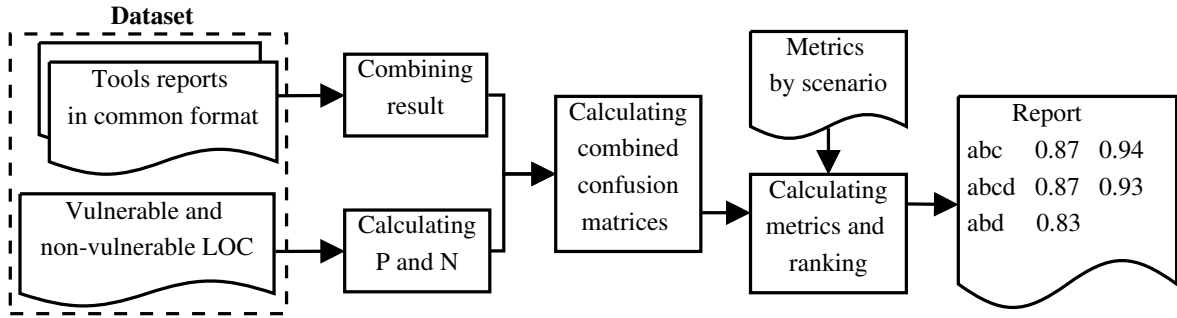 Dataset
Tools reports
in common format
Vulnerable and
non-vulnerable LOC
Combining
result
Calculating
P and N
Calculating
combined
confusion
matrices
Metrics
by scenario
Calculating
metrics and
ranking
Report
abc 0.87 0.94
abcd 0.87 0.93
abd 0.83